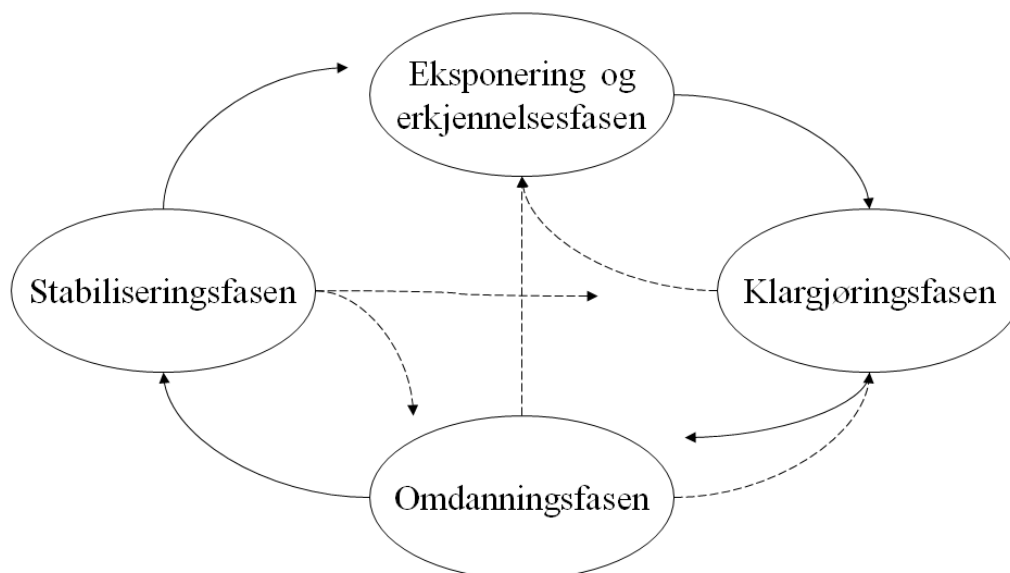 Eksponering og
erkjennelsesfasen
Stabiliseringsfasen
Klargjøringsfasen
Omdanningsfasen